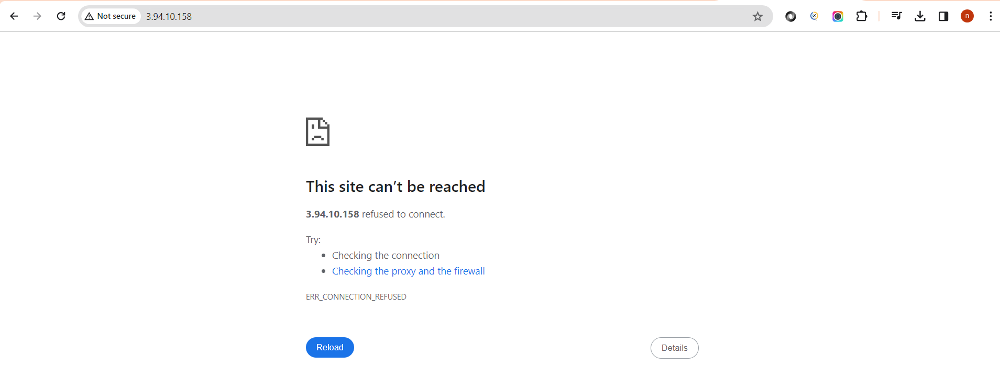 Not secure 3.94.10.158
n
This site can’t be reached
3.94.10.158 refused to connect.
Try:
Checking the connection
Checking the proxy and the firewall
ERR_CONNECTION_REFUSED
Reload Details